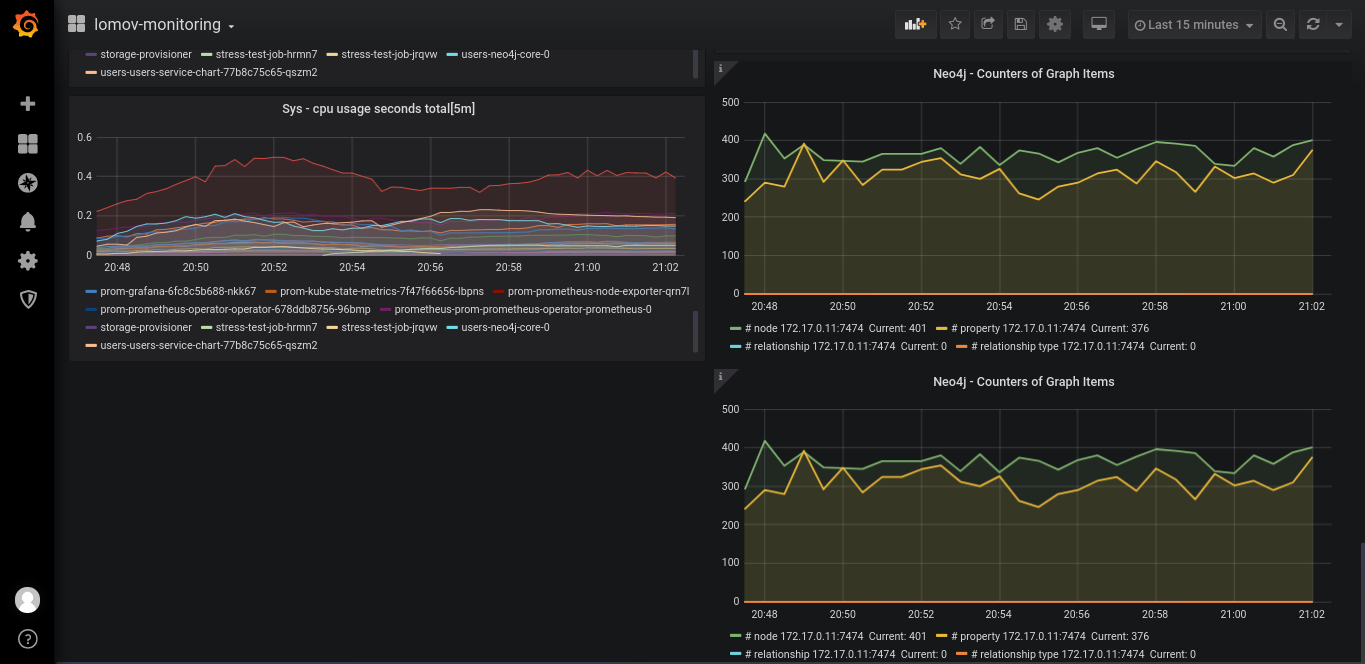 lomov-monitoring
Last 15 minutes
storage-provisioner stress-test-job-hrmn7 stress-test-job-jrqvw users-neo4j-core-0
users-users-service-chart-77b8c75c65-qszm2
Sys - cpu usage seconds total[5m]
0.6
0.4
0.2
0
20:48 20:50 20:52 20:54 20:56 20:58 21:00 21:02
prom-grafana-6fc8c5b688-nkk67 prom-kube-state-metrics-7f47f66656-lbpns prom-prometheus-node-exporter-qrn7l
prom-prometheus-operator-operator-678ddb8756-96bmp prometheus-prom-prometheus-operator-prometheus-0
storage-provisioner stress-test-job-hrmn7 stress-test-job-jrqvw users-neo4j-core-0
users-users-service-chart-77b8c75c65-qszm2
i
Neo4j - Counters of Graph Items
500
400
300
200
100
0
20:48 20:50 20:52 20:54 20:56 20:58 21:00 21:02
# node 172.17.0.11:7474 Current: 401 # property 172.17.0.11:7474 Current: 376
# relationship 172.17.0.11:7474 Current: 0 # relationship type 172.17.0.11:7474 Current: 0
i
Neo4j - Counters of Graph Items
500
400
300
200
100
0
20:48 20:50 20:52 20:54 20:56 20:58 21:00 21:02
# node 172.17.0.11:7474 Current: 401 # property 172.17.0.11:7474 Current: 376
# relationship 172.17.0.11:7474 Current: 0 # relationship type 172.17.0.11:7474 Current: 0
?